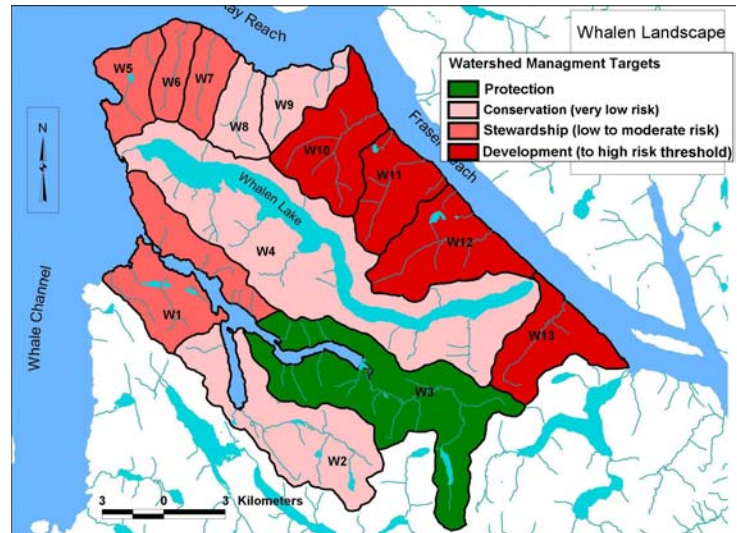 Whalen Landscape
Watershed Managment Targets
Protection
Conservation (very low risk)
Stewardship (low to moderate risk)
Development (to high risk threshold)
Reach
W5
W6
W7
W8
W9
W10
W11
W12
W13
Fraser Reach
Whalen Lake
W4
W1
W3
W2
N
Whale Channel
3 0 3 Kilometers